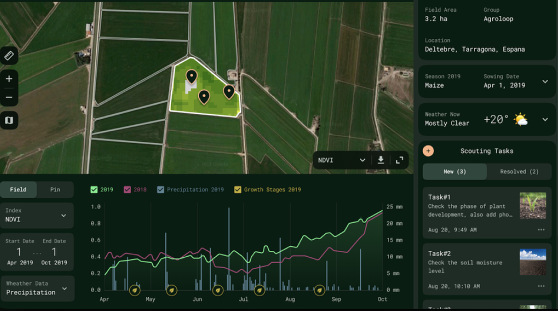 Field Area
Group
3.2 ha
Agroloop
Location
Deltebre, Tarragona, Espana
Season 2019
Sowing Date
Maize
Apr 1, 2019
Weather Now
Mostly Clear
+20°
NDVI
Scouting Tasks
New (3)
Resolved (2)
Task#1
Check the phase of plant
development, also add pho…
Aug 20, 9:49 AM
Task#2
Check the soil moisture
level
Aug 20, 10:10 AM
Field
Pin
Index
NDVI
Start Date
End Date
1
1
Apr 2019
Oct 2019
Wheather Data
Precipitation
2019
2018
Precipitation 2019
Growth Stages 2019
1.0
0.8
0.6
0.4
0.2
0.0
25 mm
20 mm
15 mm
10 mm
5 mm
0 mm
Apr
May
Jun
Jul
Aug
Sep
Oct